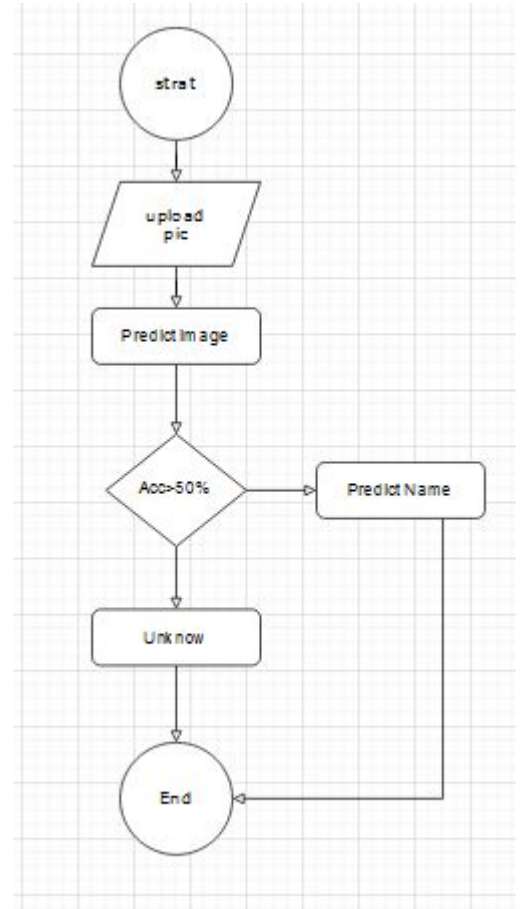 strat
upload
pic
Predict Image
Acc>50%
Predict Name
Unknow
End